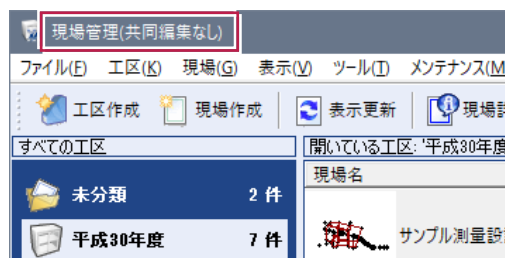 現場管理(共同編集なし)
ファイル(F) 工区(K) 現場(G) 表示(V) ツール(T) メンテナンス(M
工区作成 現場作成 表示更新 現場
すべての工区 開いている工区: '平成30年度
現場名
未分類 2 件
平成30年度 7 件
サンプル測量設